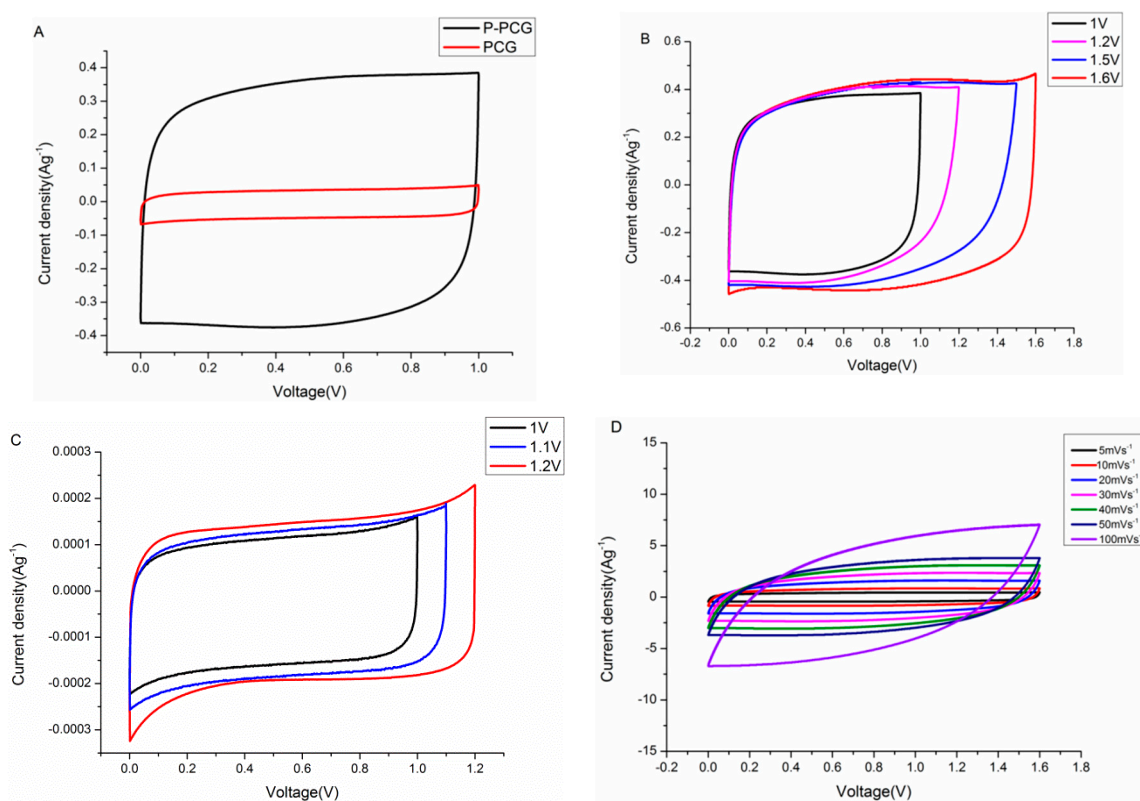 A
P-PCG
PCG
0.4
0.3
0.2
0.1
0.0
-0.1
-0.2
-0.3
-0.4
Current density(Ag⁻¹)
0.0 0.2 0.4 0.6 0.8 1.0
Voltage(V)
B
1V
1.2V
1.5V
1.6V
0.6
0.4
0.2
0.0
-0.2
-0.4
-0.6
Current density(Ag⁻¹)
-0.2 0.0 0.2 0.4 0.6 0.8 1.0 1.2 1.4 1.6 1.8
Voltage(V)
C
1V
1.1V
1.2V
0.0003
0.0002
0.0001
0.0000
-0.0001
-0.0002
-0.0003
Current density(Ag⁻¹)
0.0 0.2 0.4 0.6 0.8 1.0 1.2
Voltage(V)
D
5mVs⁻¹
10mVs⁻¹
20mVs⁻¹
30mVs⁻¹
40mVs⁻¹
50mVs⁻¹
100mVs⁻
15
10
5
0
-5
-10
-15
Current density(Ag⁻¹)
-0.2 0.0 0.2 0.4 0.6 0.8 1.0 1.2 1.4 1.6 1.8
Voltage(V)